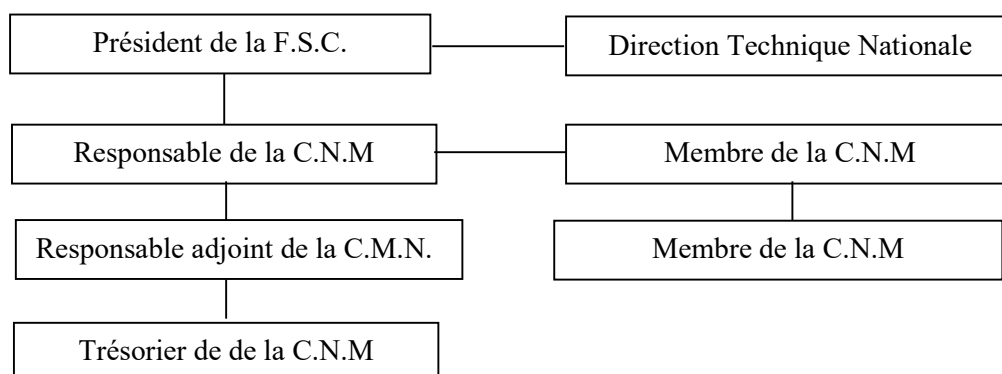 Président de la F.S.C.
Direction Technique Nationale
Responsable de la C.N.M
Membre de la C.N.M
Responsable adjoint de la C.M.N.
Membre de la C.N.M
Trésorier de de la C.N.M